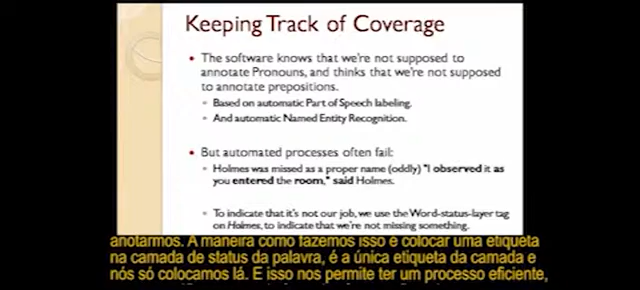 Keeping Track of Coverage
The software knows that we're not supposed to
annotate Pronouns, and thinks that we're not supposed
to annotate prepositions.
Based on automatic Part of Speech labeling.
And automatic Named Entity Recognition.
But automated processes often fail:
Holmes was missed as a proper name (oddly) "I observed it as
you entered the room," said Holmes.
To indicate that it's not our job, we use the Word-status-layer tag
on Holmes, to indicate that we're not missing something.
anotarmos. A maneira como fazemos isso é colocar uma etiqueta
na camada de status da palavra, é a única etiqueta da camada e
nós só colocamos lá. E isso nos permite ter um processo eficiente,